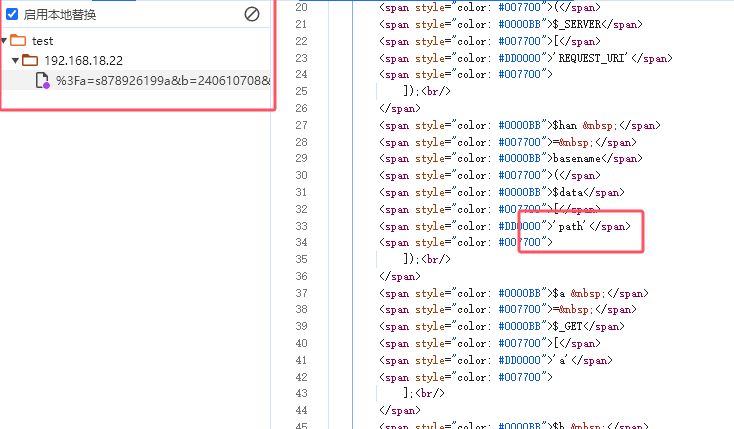 启用本地替换
test
192.168.18.22
%3Fa=s878926199a&b=240610708&
20 <span style="color: #007700">(</span>
21 <span style="color: #0000BB">$_SERVER</span>
22 <span style="color: #007700">[</span>
23 <span style="color: #DD0000">'REQUEST_URI'</span>
24 <span style="color: #007700">
25 ]);<br/>
26 </span>
27 <span style="color: #0000BB">$han &nbsp;</span>
28 <span style="color: #007700">=&nbsp;</span>
29 <span style="color: #0000BB">basename</span>
30 <span style="color: #007700">(</span>
31 <span style="color: #0000BB">$data</span>
32 <span style="color: #007700">[</span>
33 <span style="color: #DD0000">'path'</span>
34 <span style="color: #007700">
35 ]);<br/>
36 </span>
37 <span style="color: #0000BB">$a &nbsp;</span>
38 <span style="color: #007700">=&nbsp;</span>
39 <span style="color: #0000BB">$_GET</span>
40 <span style="color: #007700">[</span>
41 <span style="color: #DD0000">'a'</span>
42 <span style="color: #007700">
43 ];<br/>
44 </span>
45 <span style="color: #0000BB">$b &nbsp;</span>